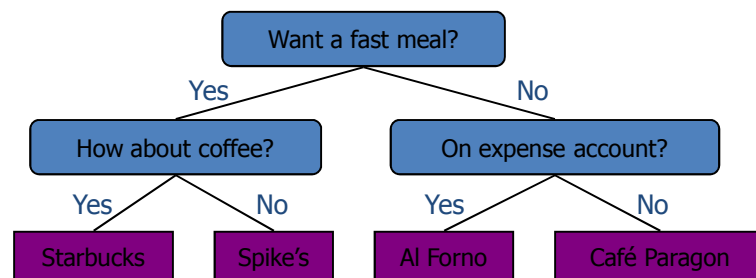 Want a fast meal?
Yes
No
How about coffee?
On expense account?
Yes
No
Yes
No
Starbucks
Spike's
Al Forno
Café Paragon